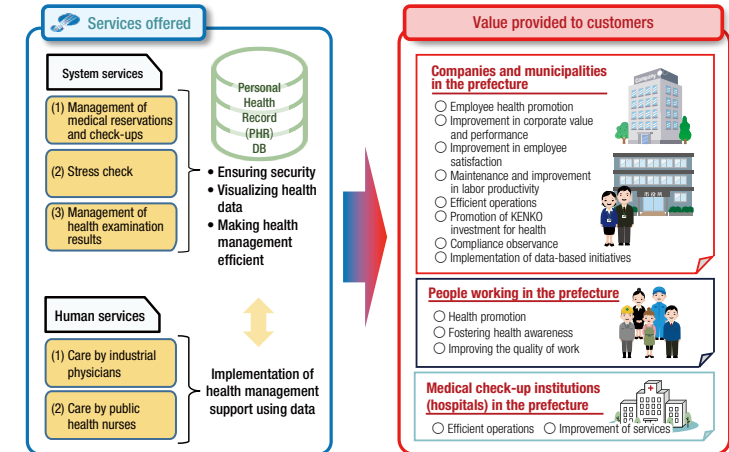 Services offered
System services
(1) Management of
medical reservations
and check-ups
(2) Stress check
(3) Management of
health examination
results
Personal
Health
Record
(PHR)
DB
• Ensuring security
• Visualizing health
data
• Making health
management
efficient
Human services
(1) Care by industrial
physicians
(2) Care by public
health nurses
Implementation of
health management
support using data
Value provided to customers
Companies and municipalities
in the prefecture
○ Employee health promotion
○ Improvement in corporate value
and performance
○ Improvement in employee
satisfaction
○ Maintenance and improvement
in labor productivity
○ Efficient operations
○ Promotion of KENKO
investment for health
○ Compliance observance
○ Implementation of data-based initiatives
Company
市役所
People working in the prefecture
○ Health promotion
○ Fostering health awareness
○ Improving the quality of work
Medical check-up institutions
(hospitals) in the prefecture
○ Efficient operations ○ Improvement of services